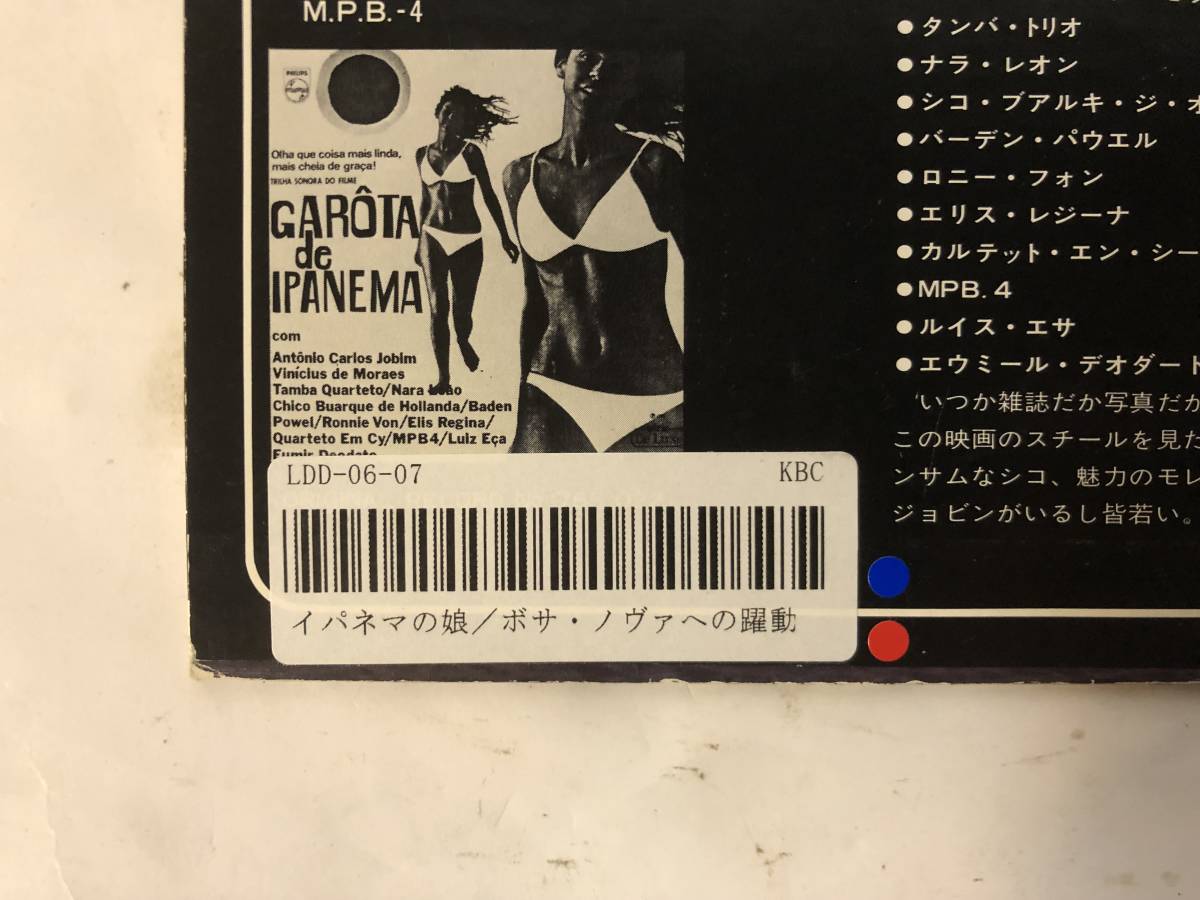 M.P.B.-4
PHILIPS
Olha que coisa mais linda,
mais cheia de graça!
TRILHA SONORA DO FILME
GARÔTA
de
IPANEMA
com
Antônio Carlos Jobim
Vinícius de Moraes
Tamba Quarteto/Nara Leão
Chico Buarque de Hollanda/Baden
Powel/Ronnie Von/Elis Regina/
Quarteto Em Cy/MPB4/Luiz Eça
Eumir Deodato
De Luxe
LDD-06-07 KBC
イパネマの娘／ボサ・ノヴァへの躍動
●タンバ・トリオ
●ナラ・レオン
●シコ・ブアルキ・ジ・オ
●バーデン・パウエル
●ロニー・フォン
●エリス・レジーナ
●カルテット・エン・シー
●MPB. 4
●ルイス・エサ
●エウミール・デオダート
'いつか雑誌だか写真だか
この映画のスチールを見た
ンサムなシコ、魅力のモレ
ジョビンがいるし皆若い。